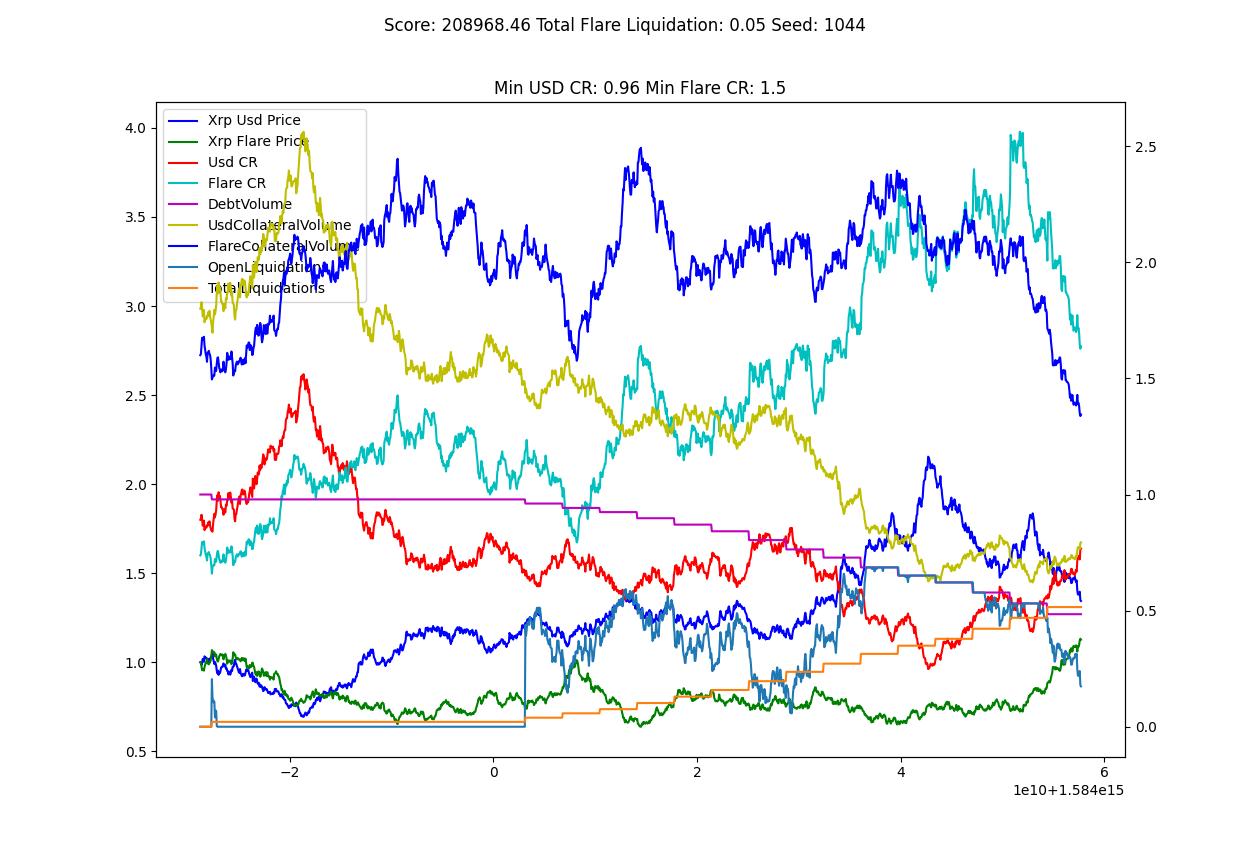 Score: 208968.46 Total Flare Liquidation: 0.05 Seed: 1044
Min USD CR: 0.96 Min Flare CR: 1.5
Xrp Usd Price
Xrp Flare Price
Usd CR
Flare CR
DebtVolume
UsdCollateralVolume
FlareCollateralVolume
OpenLiquidations
TotalLiquidations
4.0
3.5
3.0
2.5
2.0
1.5
1.0
0.5
2.5
2.0
1.5
1.0
0.5
0.0
−2 0 2 4 6
1e10+1.584e15